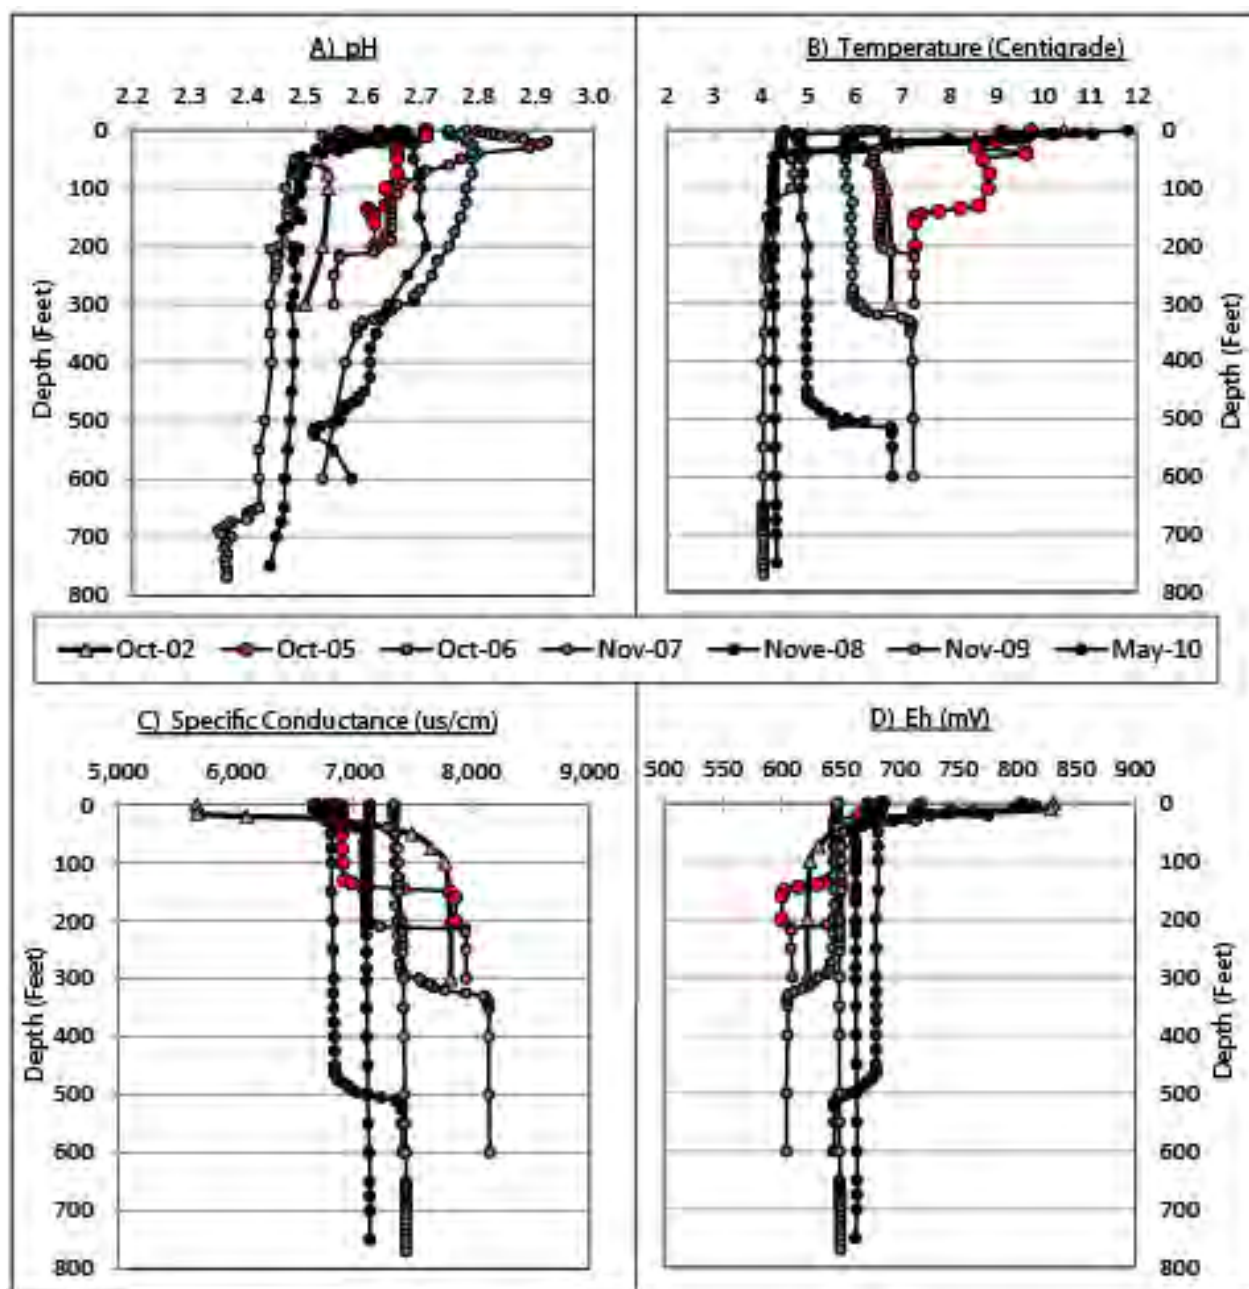 A) pH
2.2 2.3 2.4 2.5 2.6 2.7 2.8 2.9 3.0
0
100
200
300
400
500
600
700
800
Depth (Feet)
B) Temperature (Centigrade)
2 3 4 5 6 7 8 9 10 11 12
0
100
200
300
400
500
600
700
800
Depth (Feet)
Oct-02 Oct-05 Oct-06 Nov-07 Nove-08 Nov-09 May-10
C) Specific Conductance (us/cm)
5,000 6,000 7,000 8,000 9,000
0
100
200
300
400
500
600
700
800
Depth (Feet)
D) Eh (mV)
500 550 600 650 700 750 800 850 900
0
100
200
300
400
500
600
700
800
Depth (Feet)